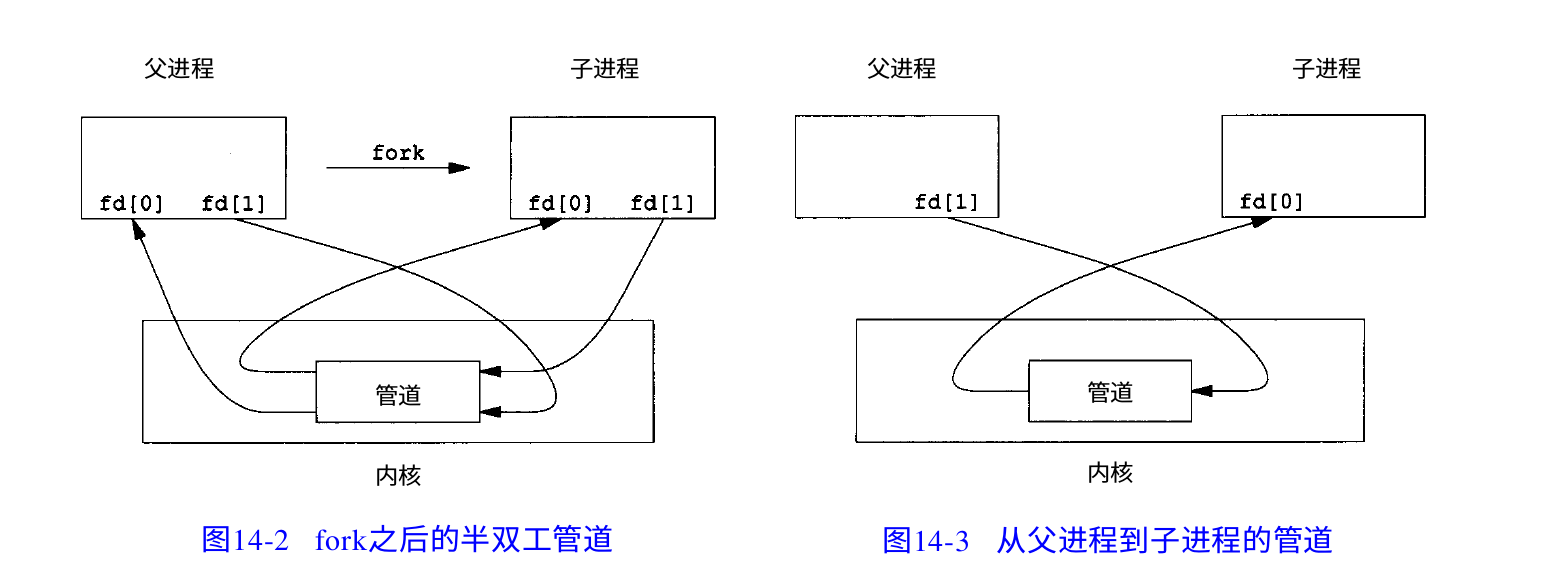 父进程 子进程
fork
fd[0] fd[1] fd[0] fd[1]
管道
内核
图14-2 fork之后的半双工管道
父进程 子进程
fd[1] fd[0]
管道
内核
图14-3 从父进程到子进程的管道